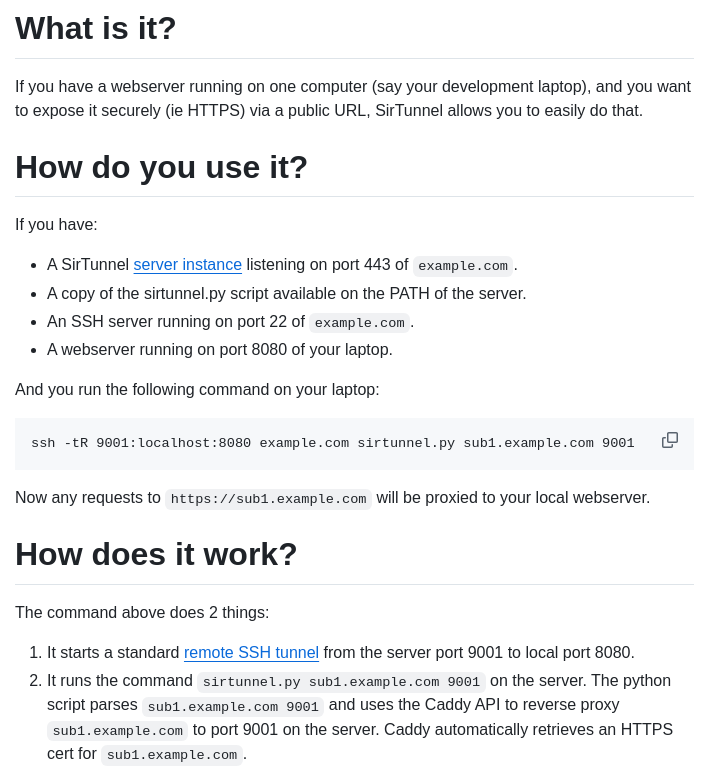 What is it?
If you have a webserver running on one computer (say your development laptop), and you want
to expose it securely (ie HTTPS) via a public URL, SirTunnel allows you to easily do that.
How do you use it?
If you have:
• A SirTunnel server instance listening on port 443 of example.com.
• A copy of the sirtunnel.py script available on the PATH of the server.
• An SSH server running on port 22 of example.com.
• A webserver running on port 8080 of your laptop.
And you run the following command on your laptop:
ssh -tR 9001:localhost:8080 example.com sirtunnel.py sub1.example.com 9001
Now any requests to https://sub1.example.com will be proxied to your local webserver.
How does it work?
The command above does 2 things:
1. It starts a standard remote SSH tunnel from the server port 9001 to local port 8080.
2. It runs the command sirtunnel.py sub1.example.com 9001 on the server. The python
script parses sub1.example.com 9001 and uses the Caddy API to reverse proxy
sub1.example.com to port 9001 on the server. Caddy automatically retrieves an HTTPS
cert for sub1.example.com.